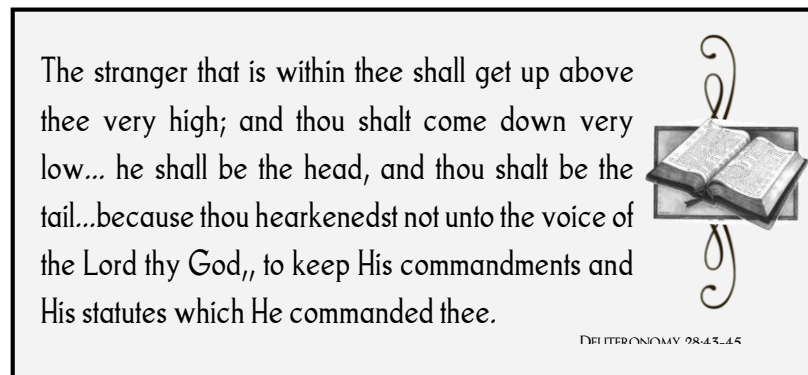 The stranger that is within thee shall get up above
thee very high; and thou shalt come down very
low... he shall be the head, and thou shalt be the
tail...because thou hearkenedst not unto the voice of
the Lord thy God,, to keep His commandments and
His statutes which He commanded thee.
DEUTERONOMY 28:43-45